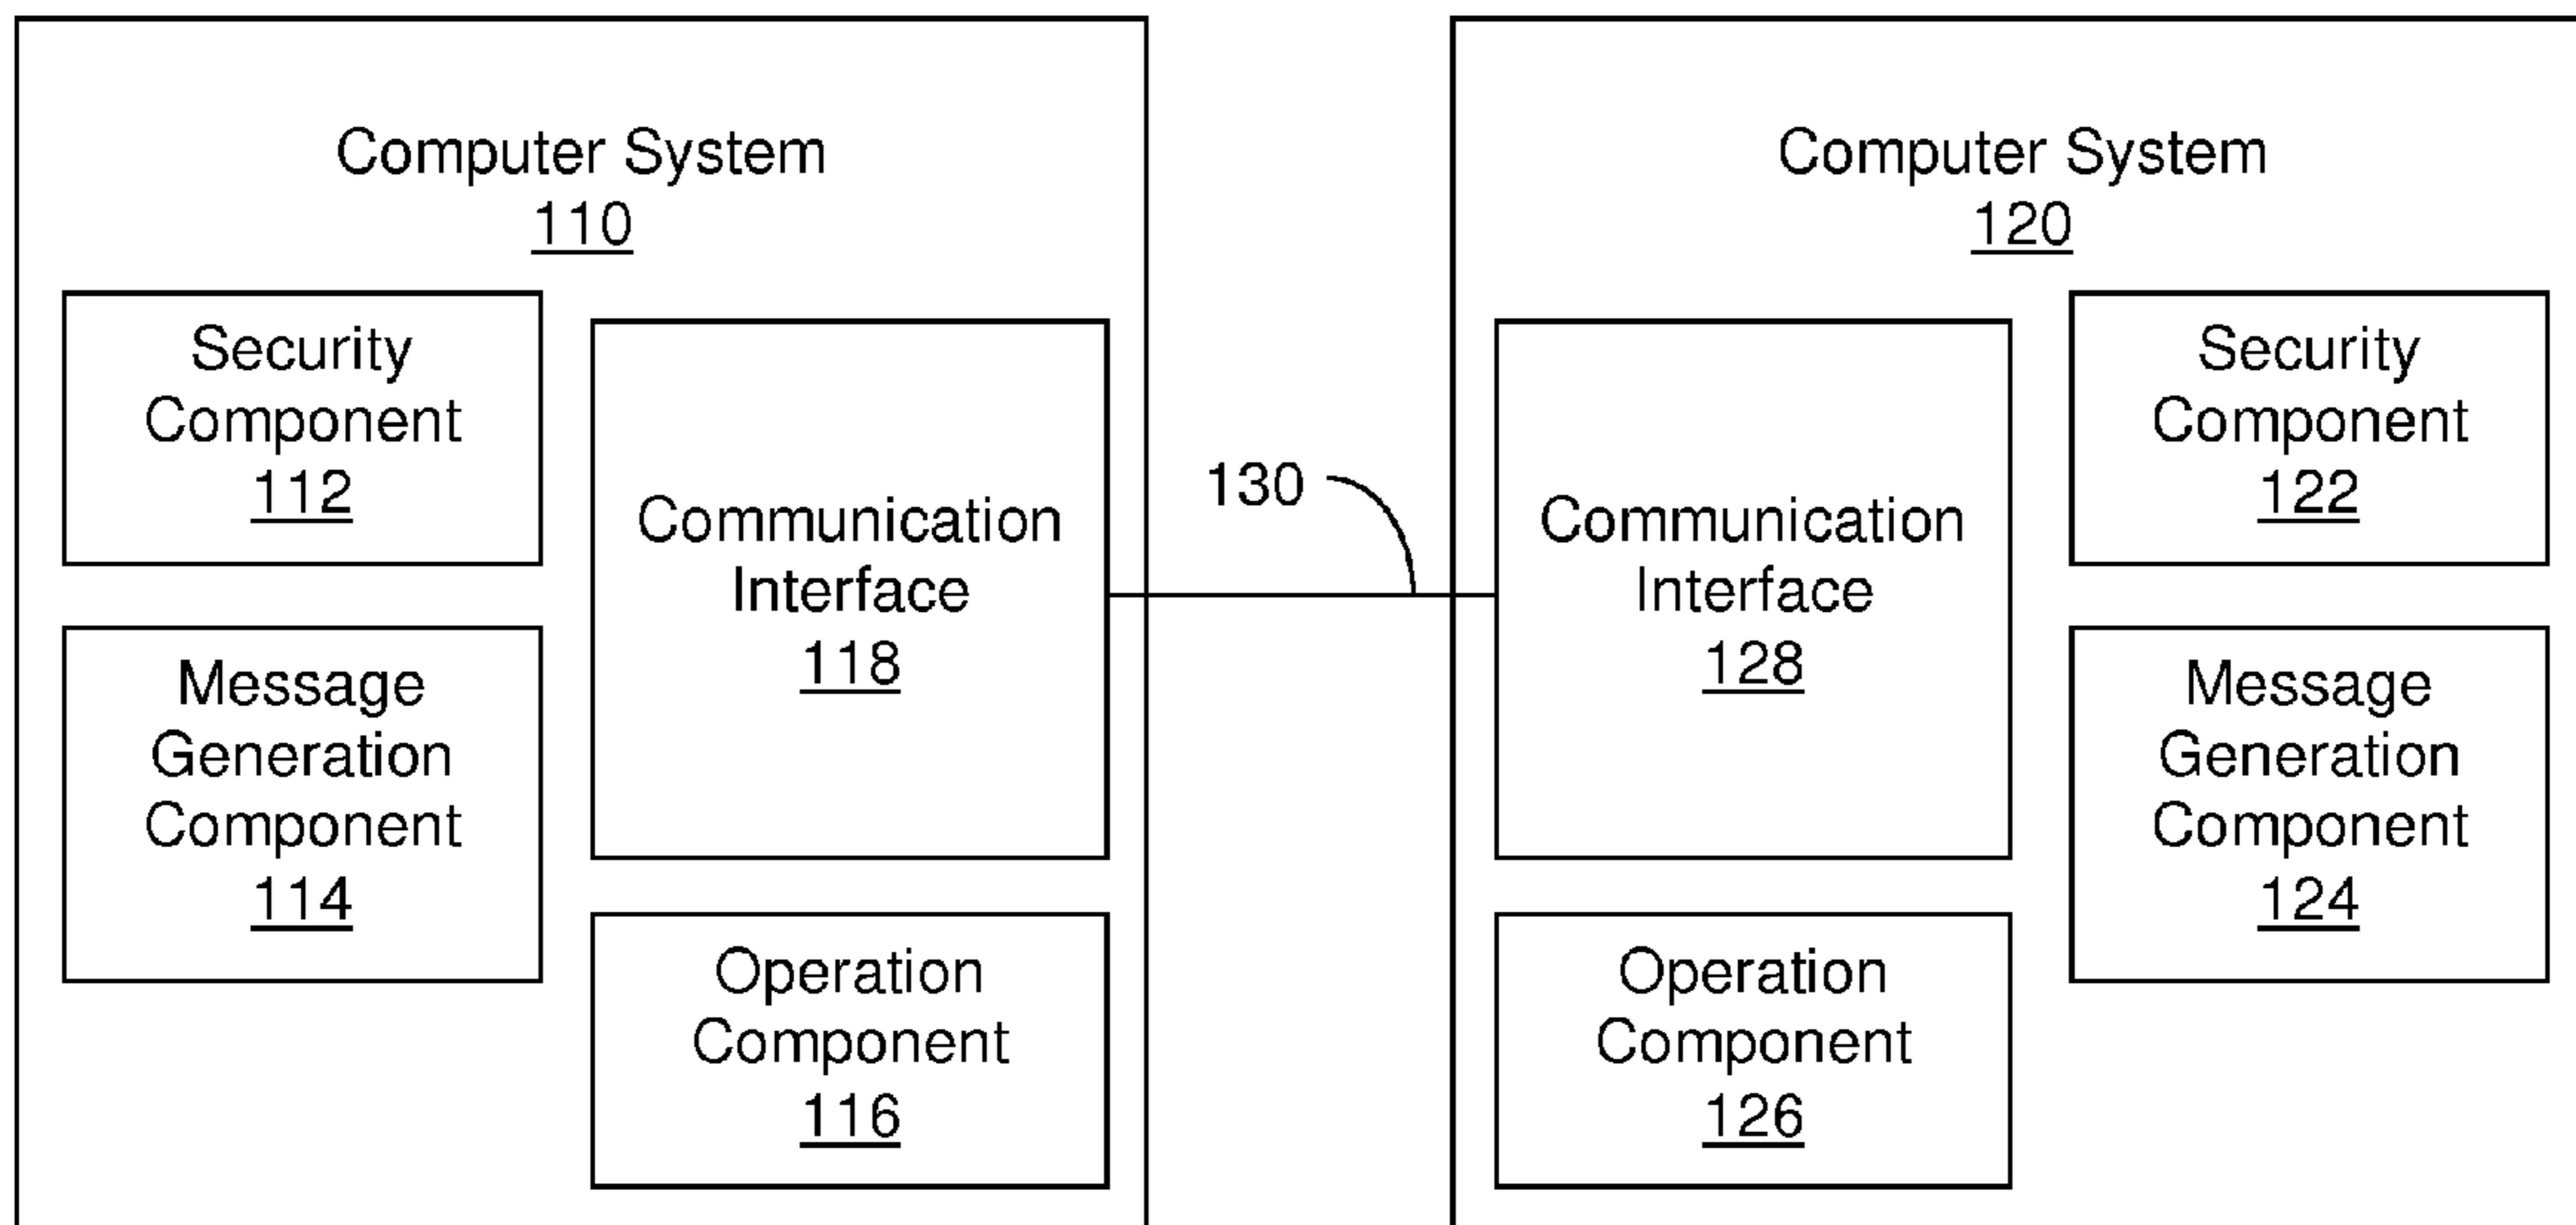 Computer System
110
Security
Component
112
Message
Generation
Component
114
Communication
Interface
118
Operation
Component
116
130
Computer System
120
Communication
Interface
128
Operation
Component
126
Security
Component
122
Message
Generation
Component
124